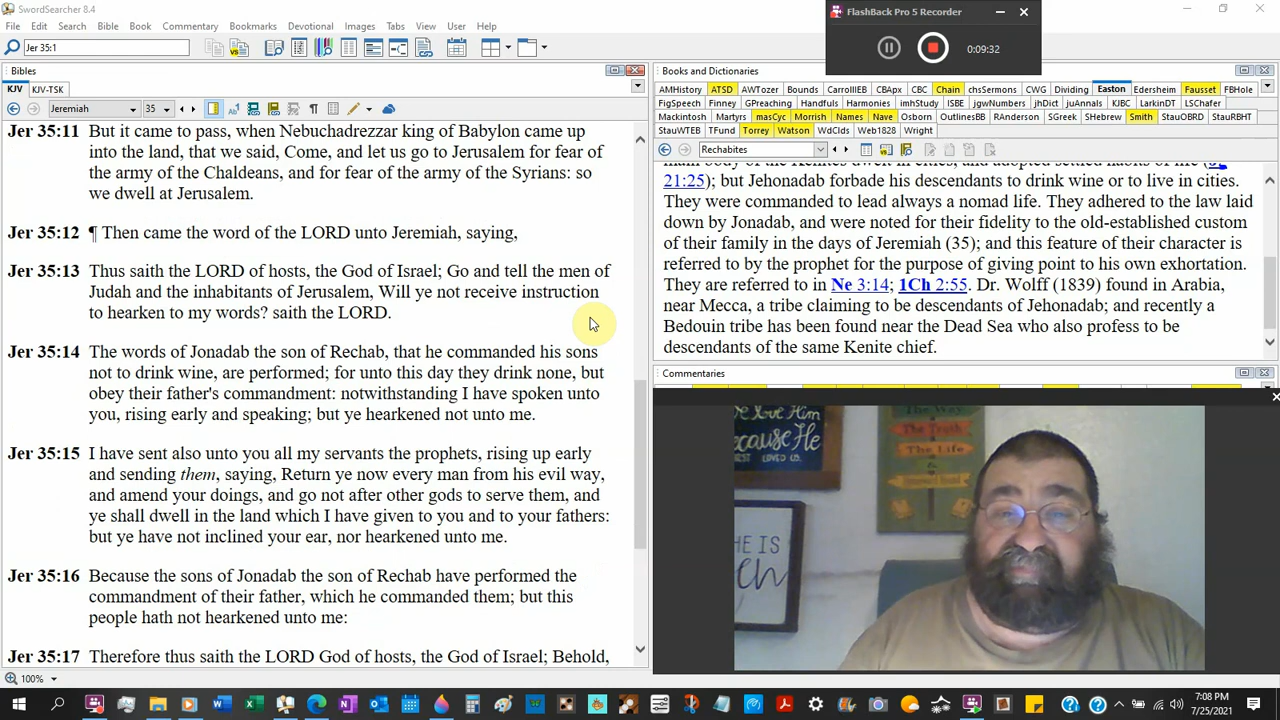 SwordSearcher 8.4
File Edit Search Bible Book Commentary Bookmarks Devotional Images Tabs View User Help
Jer 35:1
FlashBack Pro 5 Recorder
0:09:32
Bibles
KJV KJV-TSK
Jeremiah 35
Jer 35:11 But it came to pass, when Nebuchadrezzar king of Babylon came up
into the land, that we said, Come, and let us go to Jerusalem for fear of
the army of the Chaldeans, and for fear of the army of the Syrians: so
we dwell at Jerusalem.
Jer 35:12 ¶ Then came the word of the LORD unto Jeremiah, saying,
Jer 35:13 Thus saith the LORD of hosts, the God of Israel; Go and tell the men of
Judah and the inhabitants of Jerusalem, Will ye not receive instruction
to hearken to my words? saith the LORD.
Jer 35:14 The words of Jonadab the son of Rechab, that he commanded his sons
not to drink wine, are performed; for unto this day they drink none, but
obey their father's commandment: notwithstanding I have spoken unto
you, rising early and speaking; but ye hearkened not unto me.
Jer 35:15 I have sent also unto you all my servants the prophets, rising up early
and sending them, saying, Return ye now every man from his evil way,
and amend your doings, and go not after other gods to serve them, and
ye shall dwell in the land which I have given to you and to your fathers:
but ye have not inclined your ear, nor hearkened unto me.
Jer 35:16 Because the sons of Jonadab the son of Rechab have performed the
commandment of their father, which he commanded them; but this
people hath not hearkened unto me:
Jer 35:17 Therefore thus saith the LORD God of hosts, the God of Israel; Behold,
100%
Books and Dictionaries
AMHistory ATSD AWTozer Bounds CarrollIEB CBApx CBC Chain chsSermons CWG Dividing Easton Edersheim Fausset FBHole
FigSpeech Finney GPreaching Handfuls Harmonies imhStudy ISBE jgwNumbers jhDict juAnnals KJBC LarkinDT LSChafer
Mackintosh Martyrs masCyc Morrish Names Nave Osborn OutlinesBB RAnderson SGreek SHebrew Smith StauOBRD StauRBHT
StauWTEB TFund Torrey Watson WdClds Web1828 Wright
Rechabites
21:25); but Jehonadab forbade his descendants to drink wine or to live in cities.
They were commanded to lead always a nomad life. They adhered to the law laid
down by Jonadab, and were noted for their fidelity to the old-established custom
of their family in the days of Jeremiah (35); and this feature of their character is
referred to by the prophet for the purpose of giving point to his own exhortation.
They are referred to in Ne 3:14; 1Ch 2:55. Dr. Wolff (1839) found in Arabia,
near Mecca, a tribe claiming to be descendants of Jehonadab; and recently a
Bedouin tribe has been found near the Dead Sea who also profess to be
descendants of the same Kenite chief.
Commentaries
we love Him
because He
LOVED US.
The Way
The Truth
The Life
HE IS
7:08 PM
7/25/2021